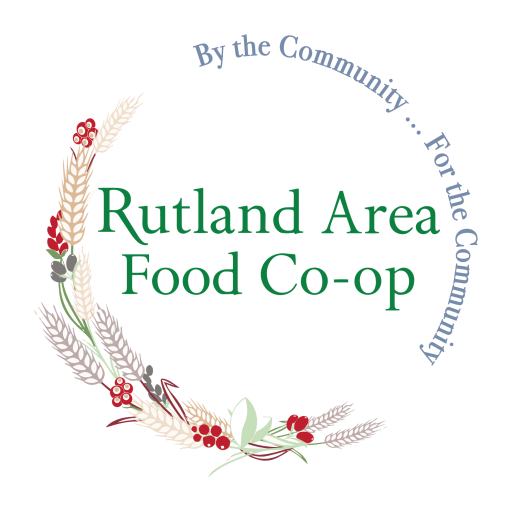 By the Community ... For the Community
Rutland Area
Food Co-op